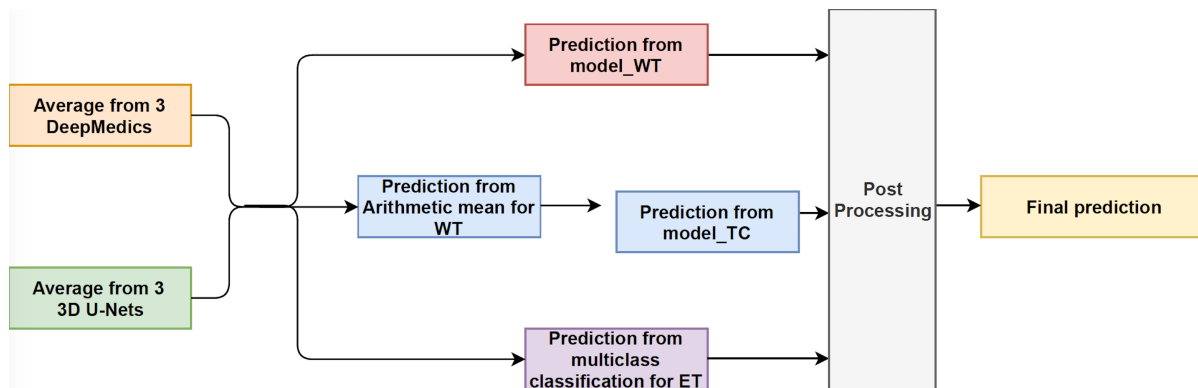 Average from 3
DeepMedics
Average from 3
3D U-Nets
Prediction from
model_WT
Prediction from
Arithmetic mean for
WT
Prediction from
model_TC
Prediction from
multiclass
classification for ET
Post
Processing
Final prediction